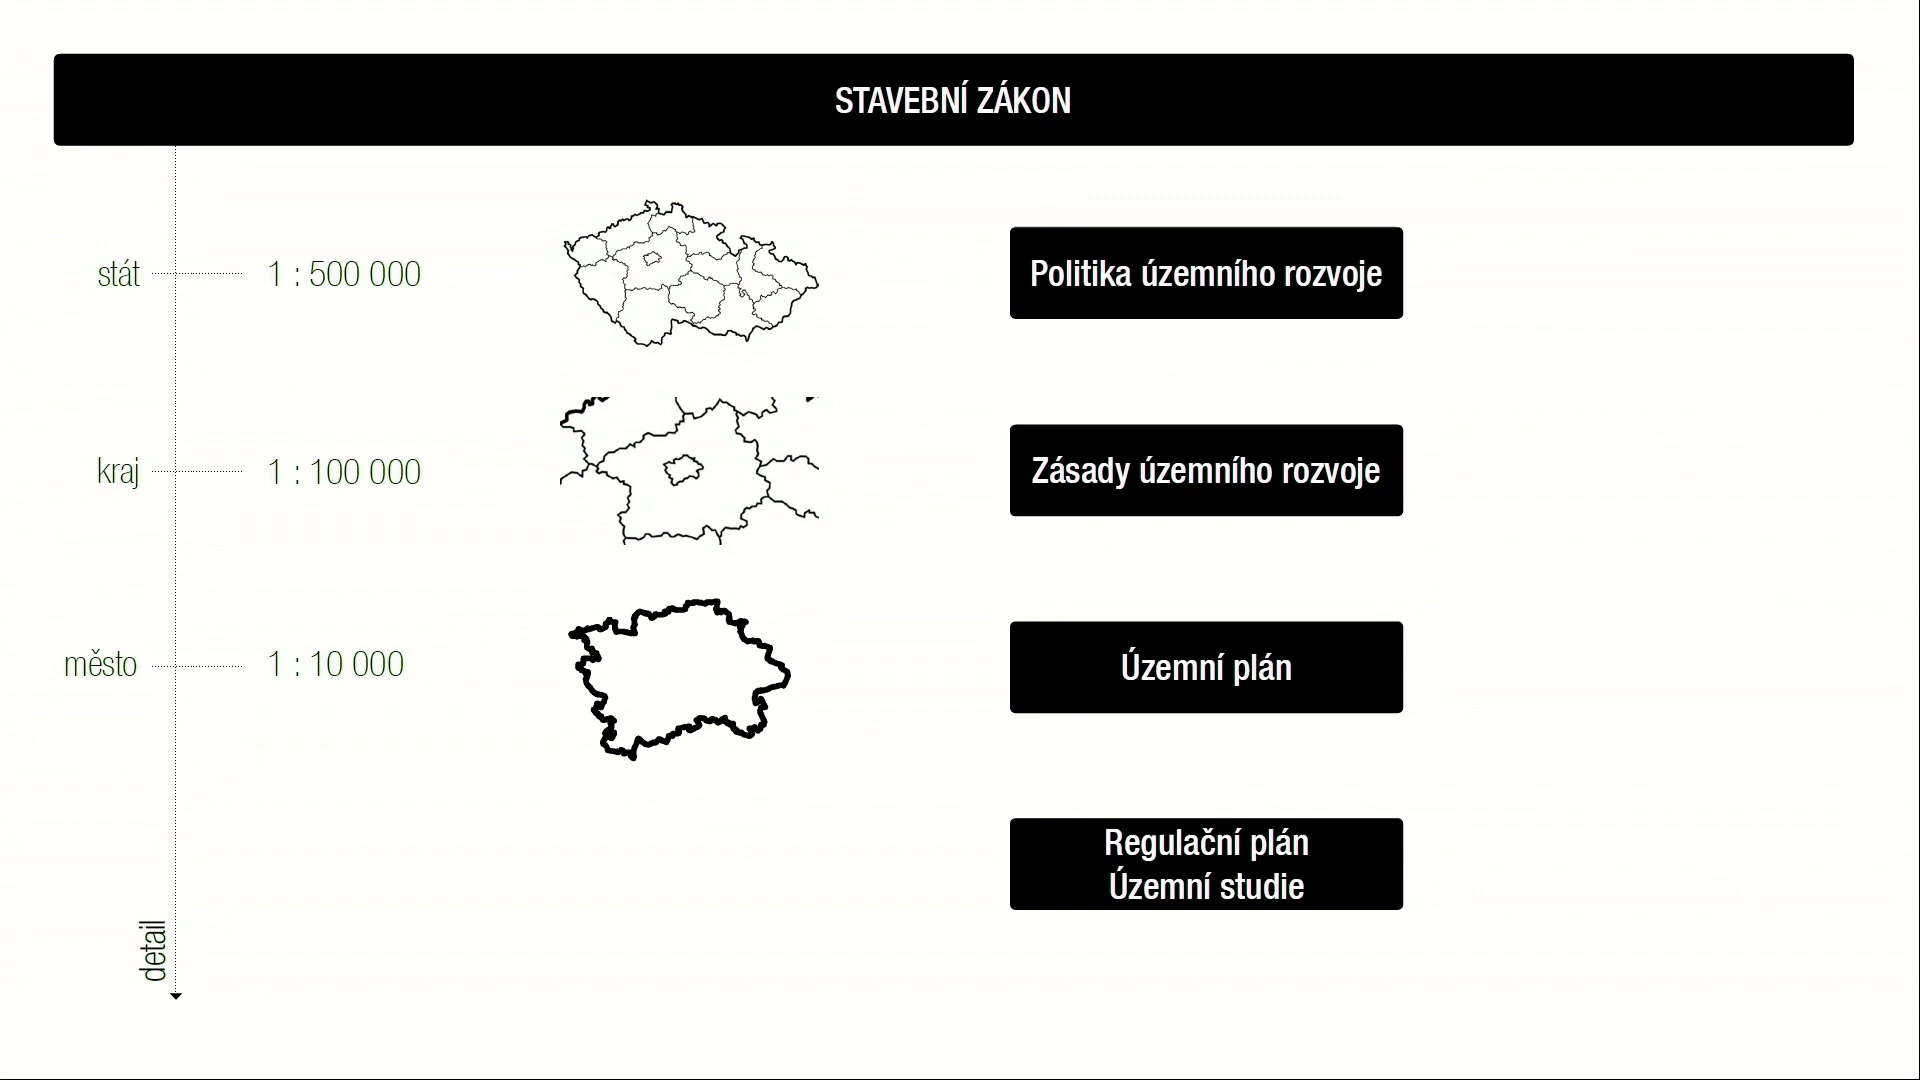 STAVEBNÍ ZÁKON
stát
1 : 500 000
Politika územního rozvoje
kraj
1 : 100 000
Zásady územního rozvoje
město
1 : 10 000
Územní plán
Regulační plán
Územní studie
detail